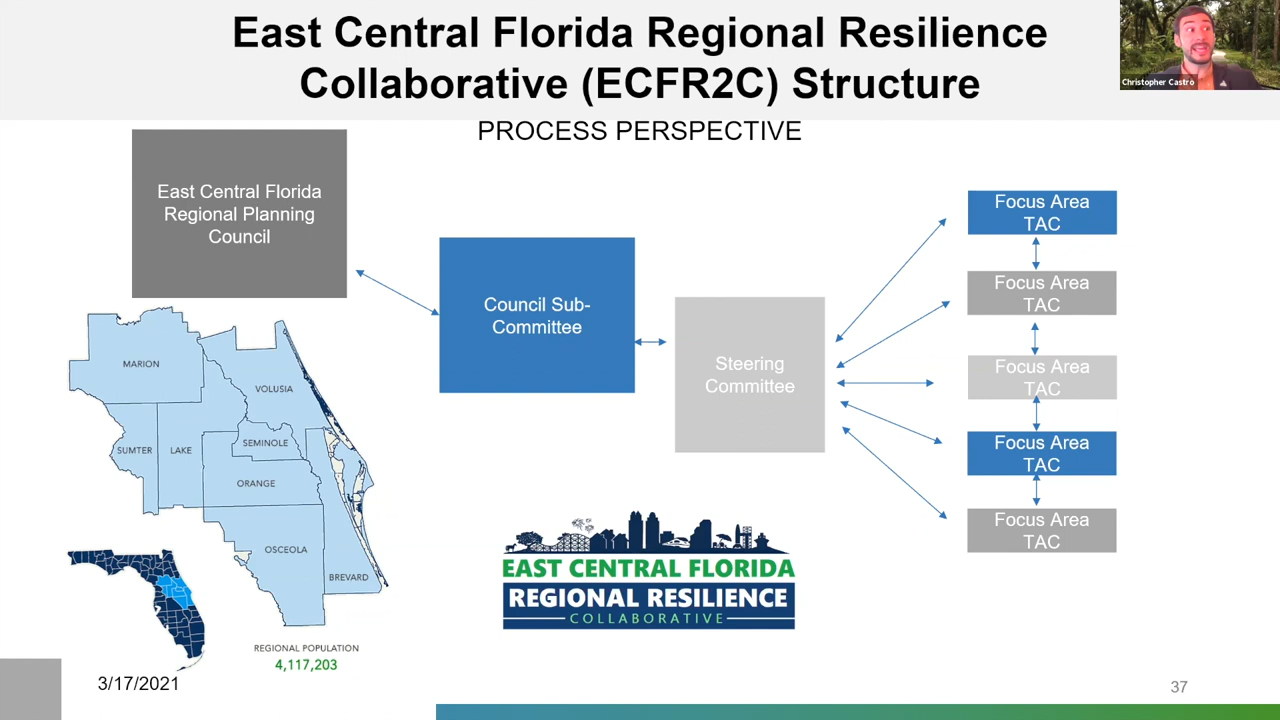 East Central Florida Regional Resilience
Collaborative (ECFR2C) Structure
Christopher Castro
PROCESS PERSPECTIVE
East Central Florida
Regional Planning
Council
Council Sub-
Committee
Steering
Committee
Focus Area
TAC
Focus Area
TAC
Focus Area
TAC
Focus Area
TAC
Focus Area
TAC
MARION
VOLUSIA
SUMTER
LAKE
SEMINOLE
ORANGE
OSCEOLA
BREVARD
REGIONAL POPULATION
4,117,203
EAST CENTRAL FLORIDA
REGIONAL RESILIENCE
COLLABORATIVE
3/17/2021
37